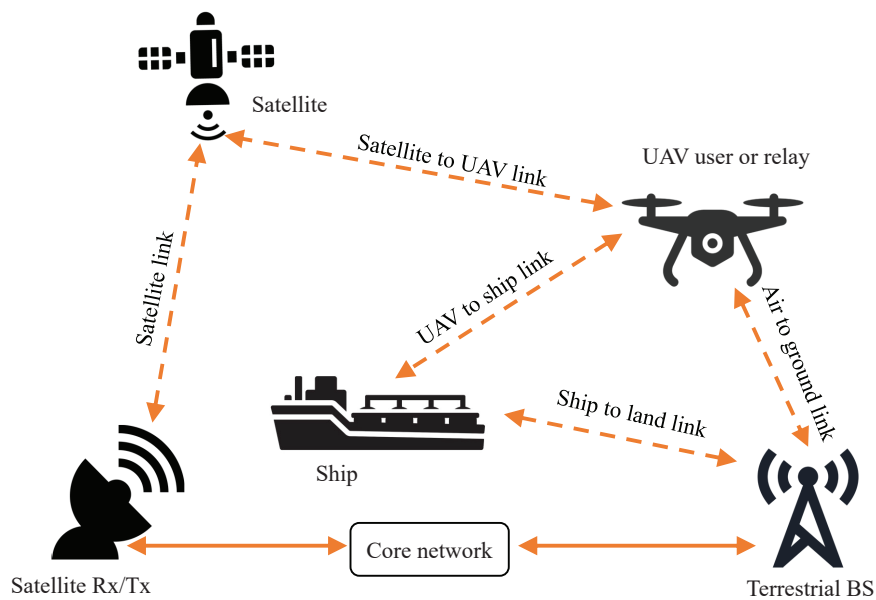 Satellite
Satellite to UAV link
UAV user or relay
Satellite link
UAV to ship link
Air to ground link
Ship to land link
Ship
Core network
Satellite Rx/Tx
Terrestrial BS